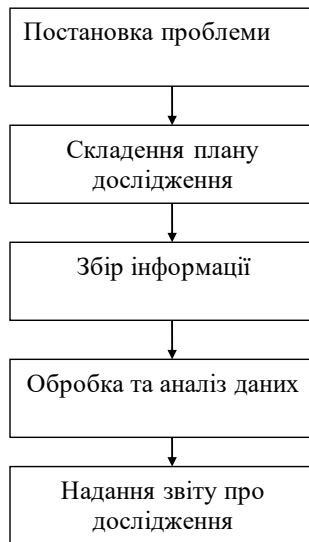 Постановка проблеми
Складення плану
дослідження
Збір інформації
Обробка та аналіз даних
Надання звіту про
дослідження